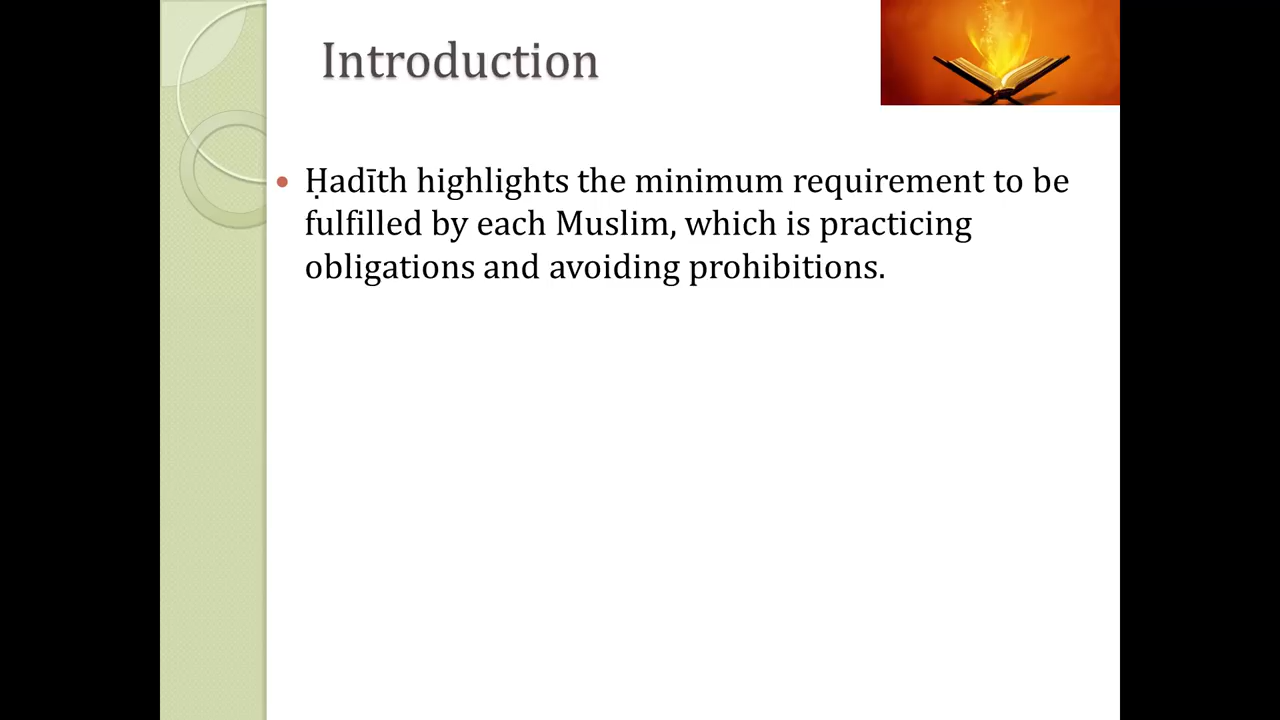 Introduction
• Ḥadīth highlights the minimum requirement to be
fulfilled by each Muslim, which is practicing
obligations and avoiding prohibitions.